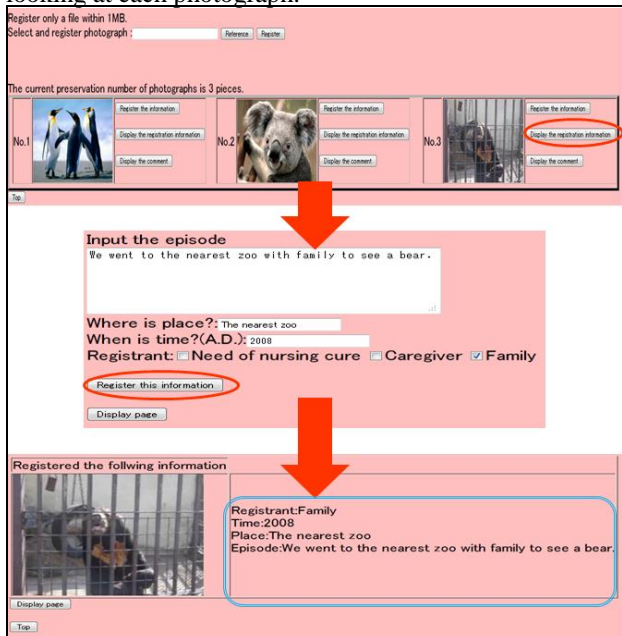 looking at each photograph.
Register only a file within 1MB.
Select and register photograph : Reference Register
The current preservation number of photographs is 3 pieces.
No.1
Register the information
Display the registration information
Display the comment
No.2
Register the information
Display the registration information
Display the comment
No.3
Register the information
Display the registration information
Display the comment
Top
Input the episode
We went to the nearest zoo with family to see a bear.
Where is place?: The nearest zoo
When is time?(A.D.): 2008
Registrant: Need of nursing cure Caregiver Family
Register this information
Display page
Registered the follwing information
Registrant:Family
Time:2008
Place:The nearest zoo
Episode:We went to the nearest zoo with family to see a bear.
Display page
Top